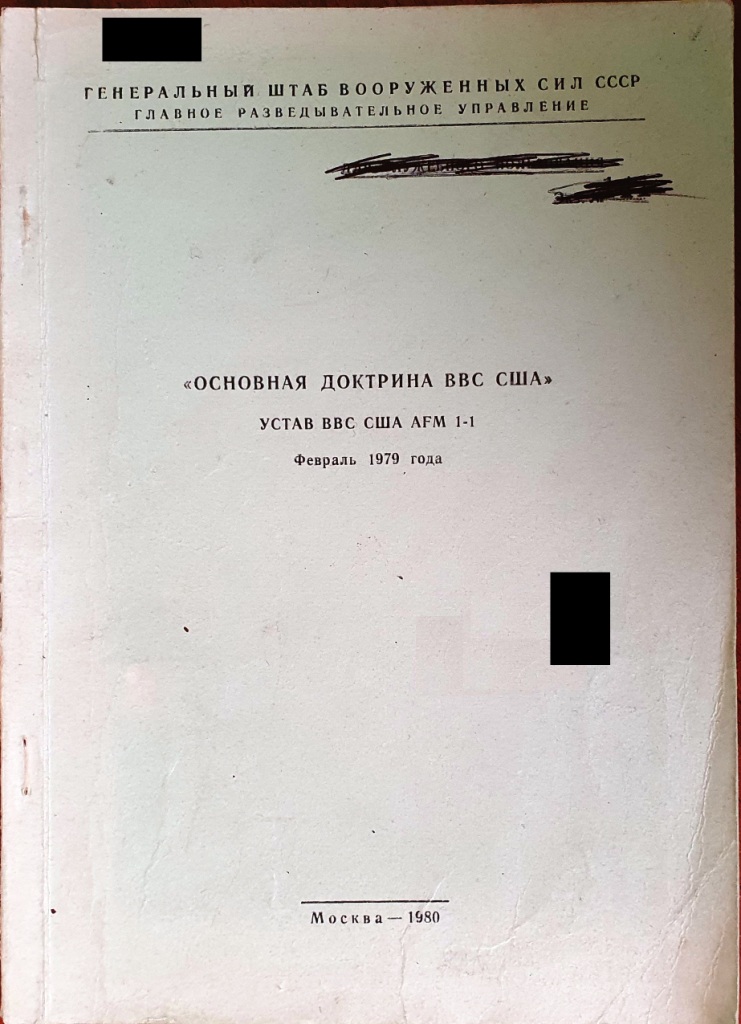 ГЕНЕРАЛЬНЫЙ ШТАБ ВООРУЖЕННЫХ СИЛ СССР
ГЛАВНОЕ РАЗВЕДЫВАТЕЛЬНОЕ УПРАВЛЕНИЕ
«ОСНОВНАЯ ДОКТРИНА ВВС США»
УСТАВ ВВС США AFM 1-1
Февраль 1979 года
Москва — 1980